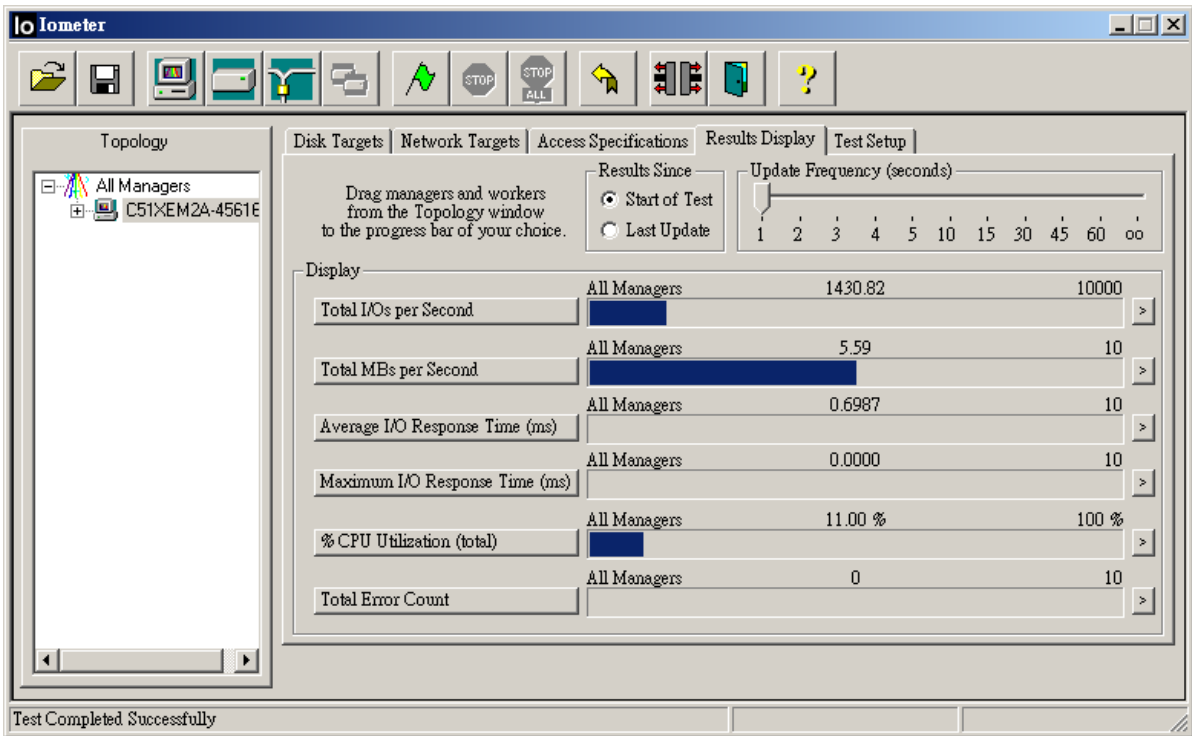 Io Iometer
STOP
STOP
ALL
?
Topology
All Managers
C51XEM2A-4561E
Disk Targets
Network Targets
Access Specifications
Results Display
Test Setup
Drag managers and workers
from the Topology window
to the progress bar of your choice.
Results Since
Start of Test
Last Update
Update Frequency (seconds)
1 2 3 4 5 10 15 30 45 60 oo
Display
All Managers 1430.82 10000
Total I/Os per Second >
All Managers 5.59 10
Total MBs per Second >
All Managers 0.6987 10
Average I/O Response Time (ms) >
All Managers 0.0000 10
Maximum I/O Response Time (ms) >
All Managers 11.00 % 100 %
% CPU Utilization (total) >
All Managers 0 10
Total Error Count >
Test Completed Successfully